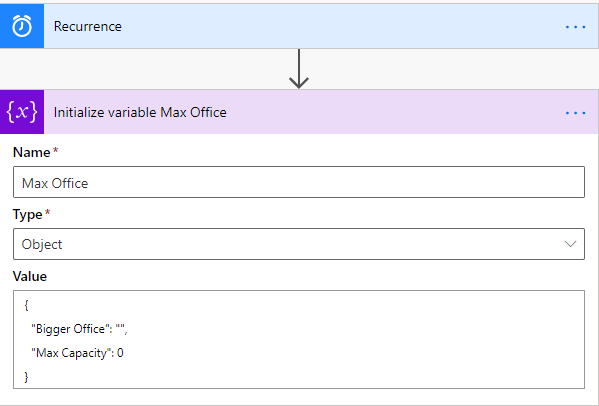 Recurrence
{x} Initialize variable Max Office
Name*
Max Office
Type*
Object
Value
{
"Bigger Office": "",
"Max Capacity": 0
}